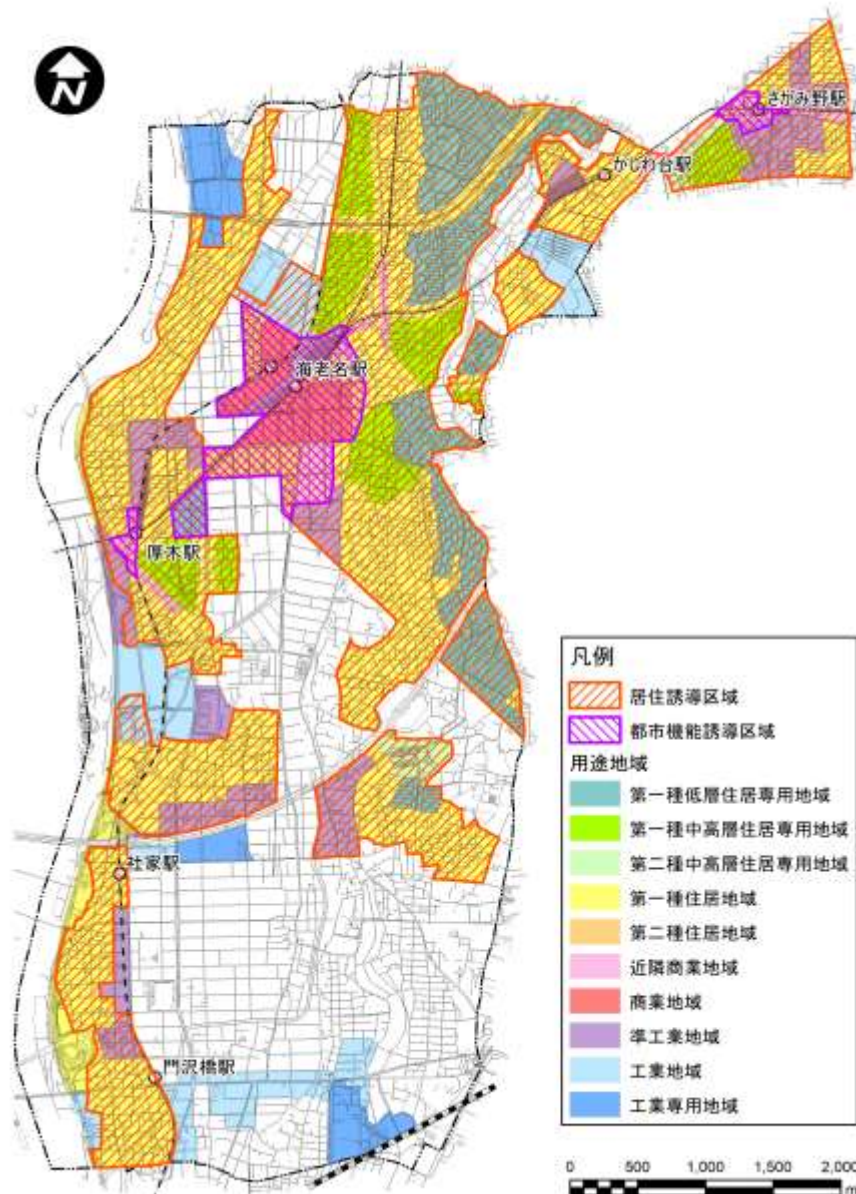 N
さがみ野駅
かしわ台駅
海老名駅
厚木駅
社家駅
門沢橋駅
凡例
居住誘導区域
都市機能誘導区域
用途地域
第一種低層住居専用地域
第一種中高層住居専用地域
第二種中高層住居専用地域
第一種住居地域
第二種住居地域
近隣商業地域
商業地域
準工業地域
工業地域
工業専用地域
0 500 1,000 1,500 2,000
m